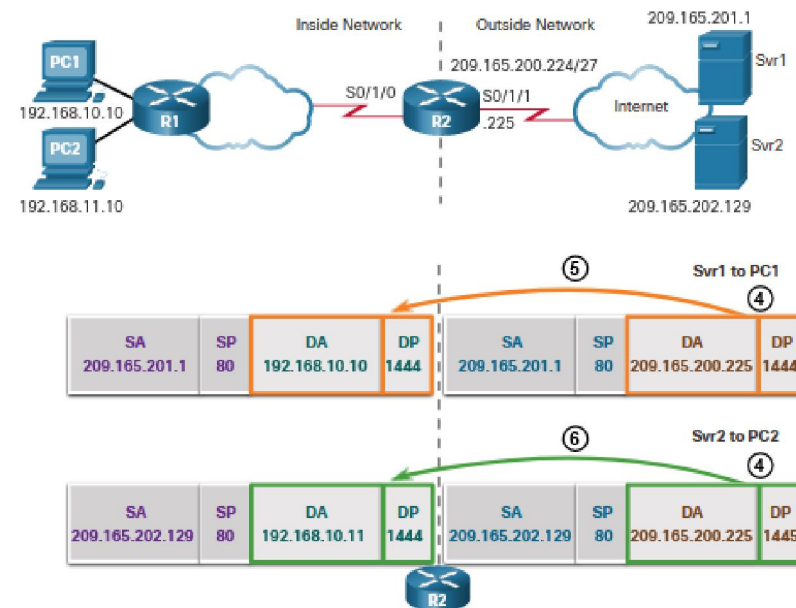 Inside Network
Outside Network
209.165.201.1
PC1
209.165.200.224/27
Svr1
S0/1/0
S0/1/1
192.168.10.10
R1
R2
.225
Internet
PC2
Svr2
192.168.11.10
209.165.202.129
5
Svr1 to PC1
4
SA SP DA DP SA SP DA DP
209.165.201.1 80 192.168.10.10 1444 209.165.201.1 80 209.165.200.225 1444
6
Svr2 to PC2
4
SA SP DA DP SA SP DA DP
209.165.202.129 80 192.168.10.11 1444 209.165.202.129 80 209.165.200.225 1445
R2